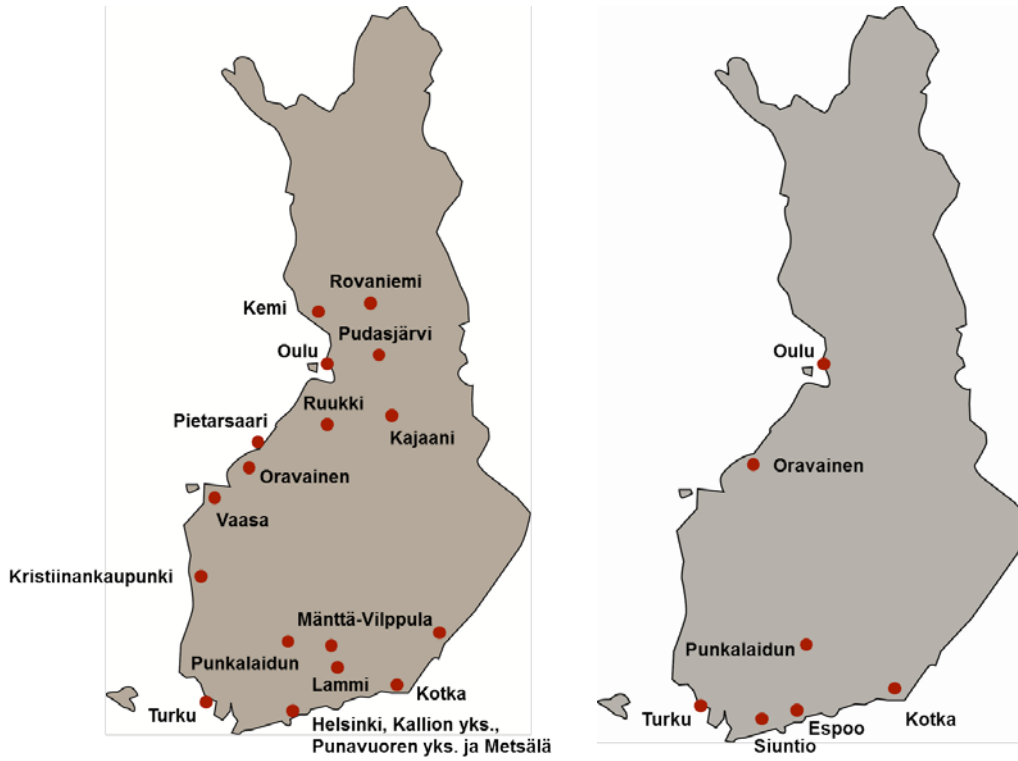 Rovaniemi
Kemi
Pudasjärvi
Oulu
Ruukki
Pietarsaari
Kajaani
Oravainen
Vaasa
Kristiinankaupunki
Mänttä-Vilppula
Punkalaidun
Lammi
Kotka
Turku
Helsinki, Kallion yks.,
Punavuoren yks. ja Metsälä
Oulu
Oravainen
Punkalaidun
Turku
Kotka
Espoo
Siuntio